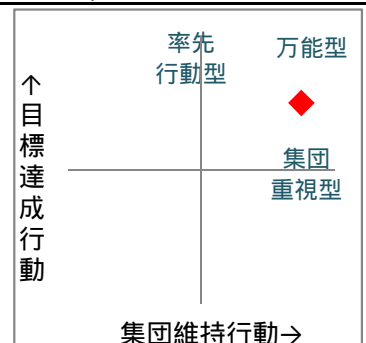 率先
行動型
万能型
↑目標達成行動
集団
重視型
集団維持行動→